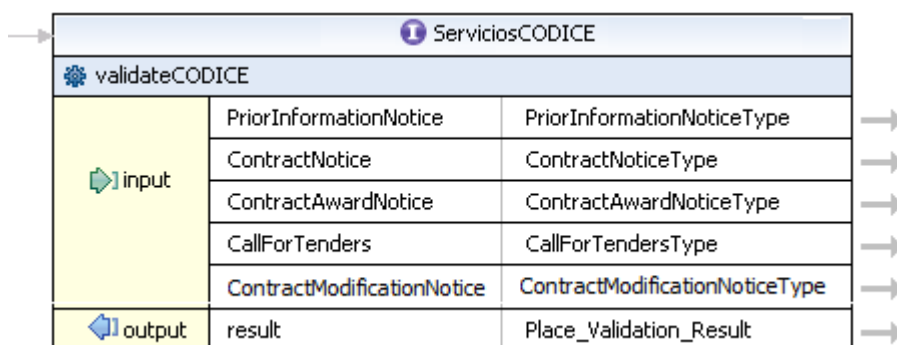 ServiciosCODICE
validateCODICE
input
PriorInformationNotice PriorInformationNoticeType
ContractNotice ContractNoticeType
ContractAwardNotice ContractAwardNoticeType
CallForTenders CallForTendersType
ContractModificationNotice ContractModificationNoticeType
output result Place_Validation_Result